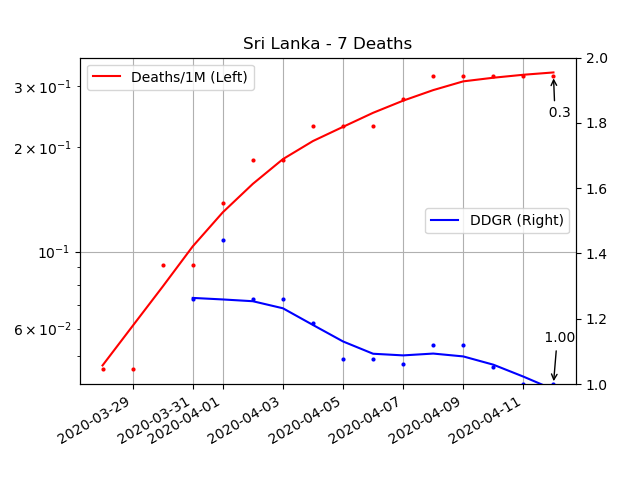 Sri Lanka - 7 Deaths
Deaths/1M (Left)
DDGR (Right)
3 × 10⁻¹
2 × 10⁻¹
10⁻¹
6 × 10⁻²
2.0
1.8
1.6
1.4
1.2
1.0
0.3
1.00
2020-03-29
2020-03-31
2020-04-01
2020-04-03
2020-04-05
2020-04-07
2020-04-09
2020-04-11